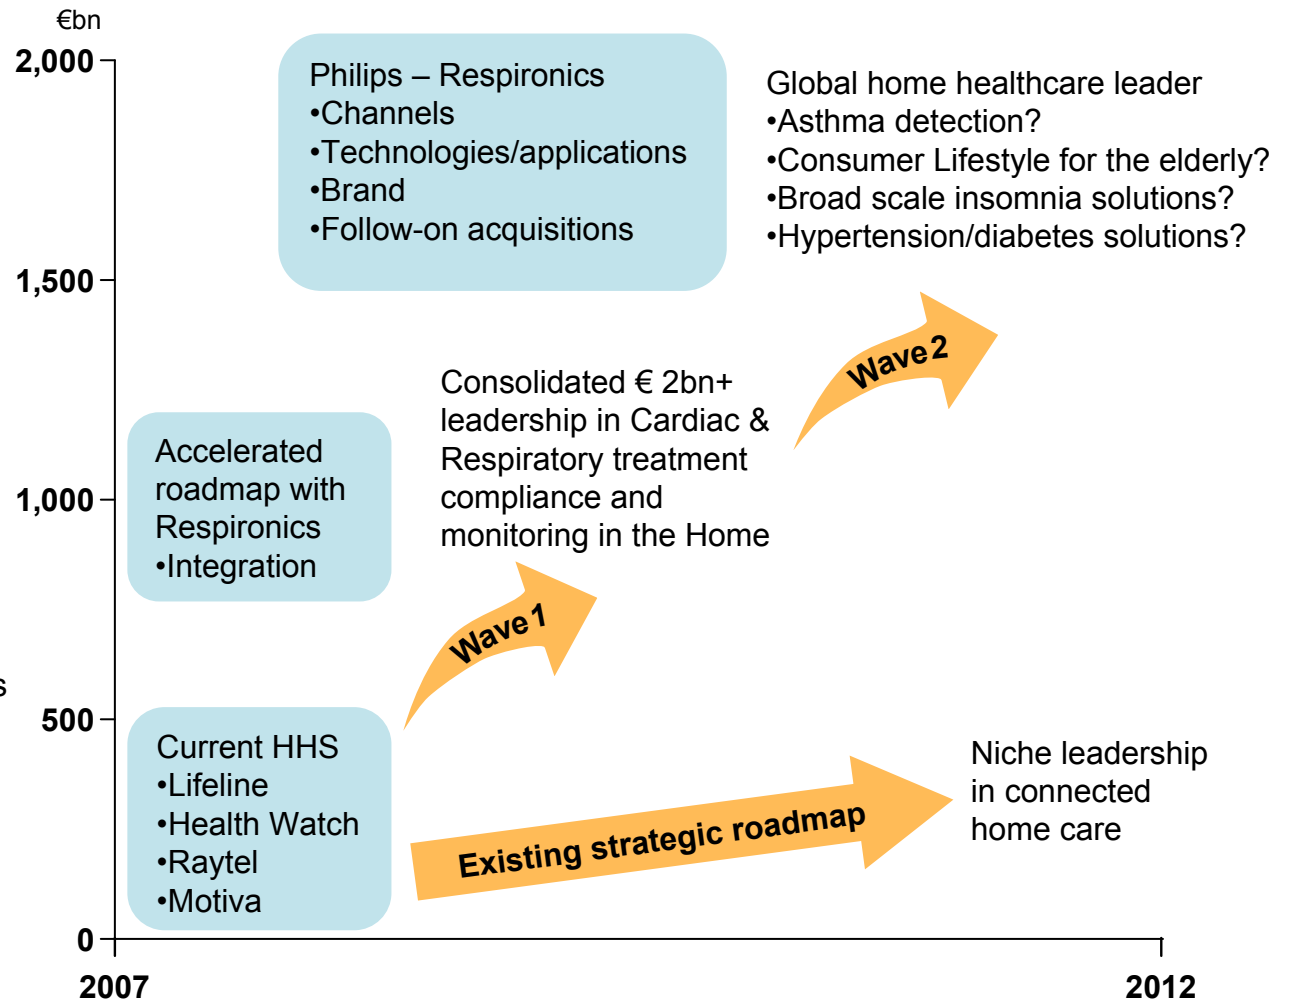 €bn
2,000
1,500
1,000
500
0
2007
2012
Philips – Respironics
•Channels
•Technologies/applications
•Brand
•Follow-on acquisitions
Global home healthcare leader
•Asthma detection?
•Consumer Lifestyle for the elderly?
•Broad scale insomnia solutions?
•Hypertension/diabetes solutions?
Wave 2
Consolidated € 2bn+
leadership in Cardiac &
Respiratory treatment
compliance and
monitoring in the Home
Accelerated
roadmap with
Respironics
•Integration
Wave 1
s
Current HHS
•Lifeline
•Health Watch
•Raytel
•Motiva
Existing strategic roadmap
Niche leadership
in connected
home care